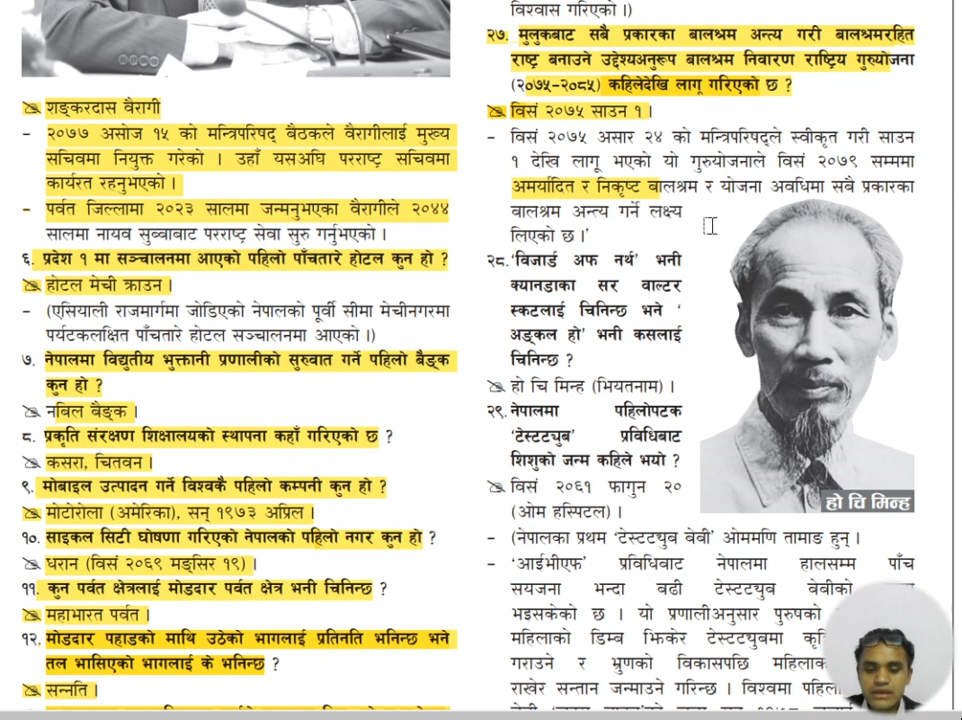 शङ्करदास वैरागी
- २०७७ असोज १५ को मन्त्रिपरिषद् बैठकले वैरागीलाई मुख्य
सचिवमा नियुक्त गरेको । उहाँ यसअघि परराष्ट्र सचिवमा
कार्यरत रहनुभएको ।
- पर्वत जिल्लामा २०२३ सालमा जन्मनुभएका वैरागीले २०४४
सालमा नायव सुब्बाबाट परराष्ट्र सेवा सुरु गर्नुभएको ।
६. प्रदेश १ मा सञ्चालनमा आएको पहिलो पाँचतारे होटल कुन हो ?
होटल मेची क्राउन ।
- (एसियाली राजमार्गमा जोडिएको नेपालको पूर्वी सीमा मेचीनगरमा
पर्यटकलक्षित पाँचतारे होटल सञ्चालनमा आएको ।)
७. नेपालमा विद्युतीय भुक्तानी प्रणालीको सुरुवात गर्ने पहिलो बैङ्क
कुन हो ?
नबिल बैङ्क ।
८. प्रकृति संरक्षण शिक्षालयको स्थापना कहाँ गरिएको छ ?
कसरा, चितवन ।
९. मोबाइल उत्पादन गर्ने विश्वकै पहिलो कम्पनी कुन हो ?
मोटोरोला (अमेरिका), सन् १९७३ अप्रिल ।
१०. साइकल सिटी घोषणा गरिएको नेपालको पहिलो नगर कुन हो ?
धरान (विसं २०६९ मङ्सिर १९) ।
११. कुन पर्वत क्षेत्रलाई मोडदार पर्वत क्षेत्र भनी चिनिन्छ ?
महाभारत पर्वत ।
१२. मोडदार पहाडको माथि उठेको भागलाई प्रतिनति भनिन्छ भने
तल भासिएको भागलाई के भनिन्छ ?
सन्नति ।
विश्वास गरिएको ।)
२७. मुलुकबाट सबै प्रकारका बालश्रम अन्त्य गरी बालश्रमरहित
राष्ट्र बनाउने उद्देश्यअनुरूप बालश्रम निवारण राष्ट्रिय गुरुयोजना
(२०७५-२०८५) कहिलेदेखि लागू गरिएको छ ?
विसं २०७५ साउन १ ।
- विसं २०७५ असार २४ को मन्त्रिपरिषद्ले स्वीकृत गरी साउन
१ देखि लागू भएको यो गुरुयोजनाले विसं २०७९ सम्ममा
अमर्यादित र निकृष्ट बालश्रम र योजना अवधिमा सबै प्रकारका
बालश्रम अन्त्य गर्ने लक्ष्य
लिएको छ ।'
२८. 'विजार्ड अफ नर्थ' भनी
क्यानडाका सर वाल्टर
स्कटलाई चिनिन्छ भने '
अङ्कल हो' भनी कसलाई
चिनिन्छ ?
हो चि मिन्ह (भियतनाम) ।
२९. नेपालमा पहिलोपटक
'टेस्टट्युब' प्रविधिबाट
शिशुको जन्म कहिले भयो ?
विसं २०६१ फागुन २०
(ओम हस्पिटल) ।
हो चि मिन्ह
- (नेपालका प्रथम 'टेस्टट्युब बेबी' ओममणि तामाङ हुन् ।
- 'आईभीएफ' प्रविधिबाट नेपालमा हालसम्म पाँच
सयजना भन्दा बढी टेस्टट्युब बेबीको
भइसकेको छ । यो प्रणालीअनुसार पुरुषको
महिलाको डिम्ब झिकेर टेस्टट्युबमा
गराउने र भ्रुणको विकासपछि
राखेर सन्तान जन्माउने गरिन्छ । विश्वमा